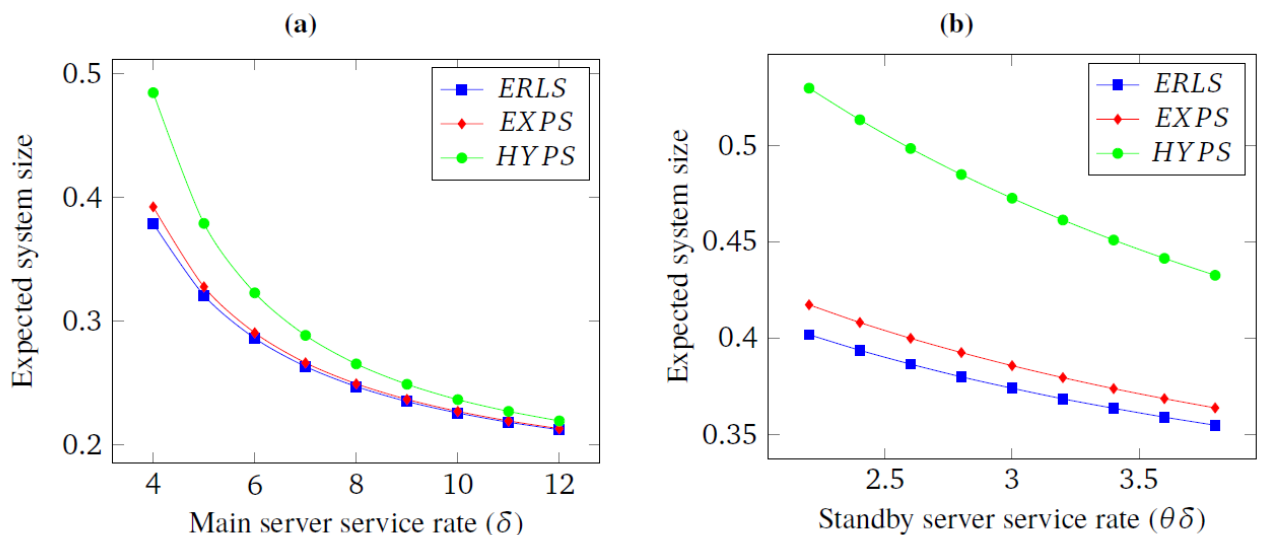 (a)
Expected system size
0.5
0.4
0.3
0.2
4
6
8
10
12
Main server service rate (δ)
ERLS
EXPS
HYPS
(b)
Expected system size
0.5
0.45
0.4
0.35
2.5
3
3.5
Standby server service rate (θδ)
ERLS
EXPS
HYPS